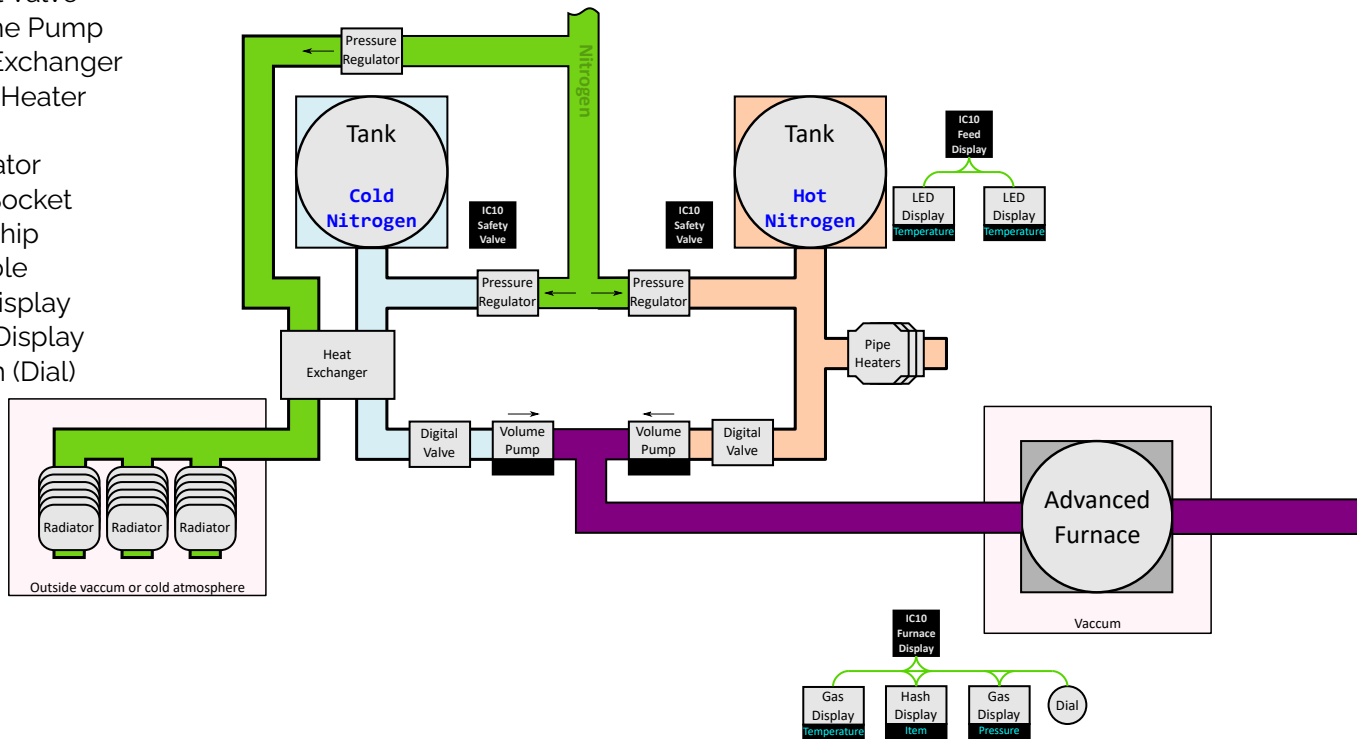 Valve
ne Pump
Exchanger
Heater
ator
Socket
hip
ole
isplay
Display
n (Dial)
Pressure
Regulator
Nitrogen
Tank
Cold
Nitrogen
IC10
Safety
Valve
IC10
Safety
Valve
Tank
Hot
Nitrogen
IC10
Feed
Display
LED
Display
Temperature
LED
Display
Temperature
Pressure
Regulator
Pressure
Regulator
Heat
Exchanger
Pipe
Heaters
Digital
Valve
Volume
Pump
Volume
Pump
Digital
Valve
Radiator
Radiator
Radiator
Outside vaccum or cold atmosphere
Advanced
Furnace
Vaccum
IC10
Furnace
Display
Gas
Display
Temperature
Hash
Display
Item
Gas
Display
Pressure
Dial